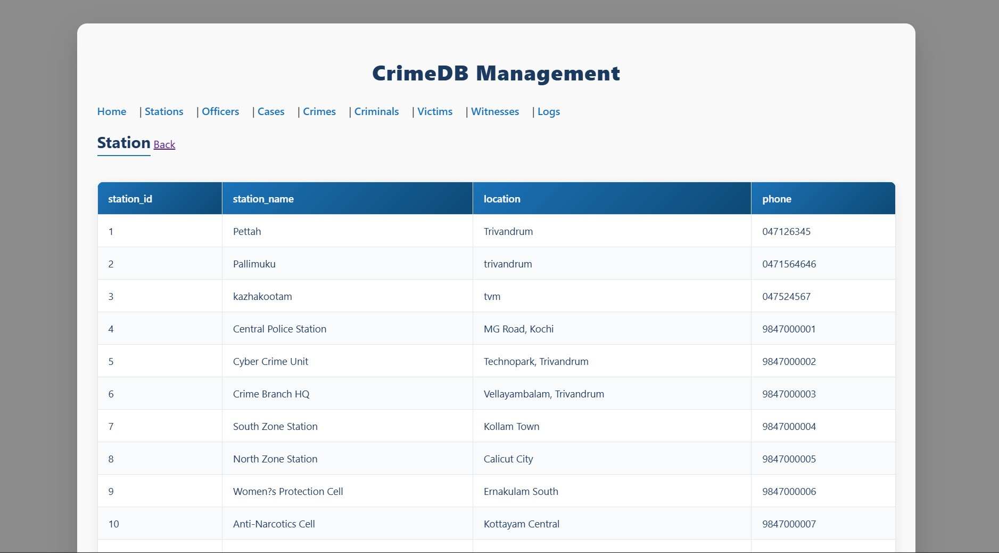 CrimeDB Management
Home | Stations | Officers | Cases | Crimes | Criminals | Victims | Witnesses | Logs
Station Back
station_id station_name location phone
1 Pettah Trivandrum 047126345
2 Pallimuku trivandrum 0471564646
3 kazhakootam tvm 047524567
4 Central Police Station MG Road, Kochi 9847000001
5 Cyber Crime Unit Technopark, Trivandrum 9847000002
6 Crime Branch HQ Vellayambalam, Trivandrum 9847000003
7 South Zone Station Kollam Town 9847000004
8 North Zone Station Calicut City 9847000005
9 Women?s Protection Cell Ernakulam South 9847000006
10 Anti-Narcotics Cell Kottayam Central 9847000007